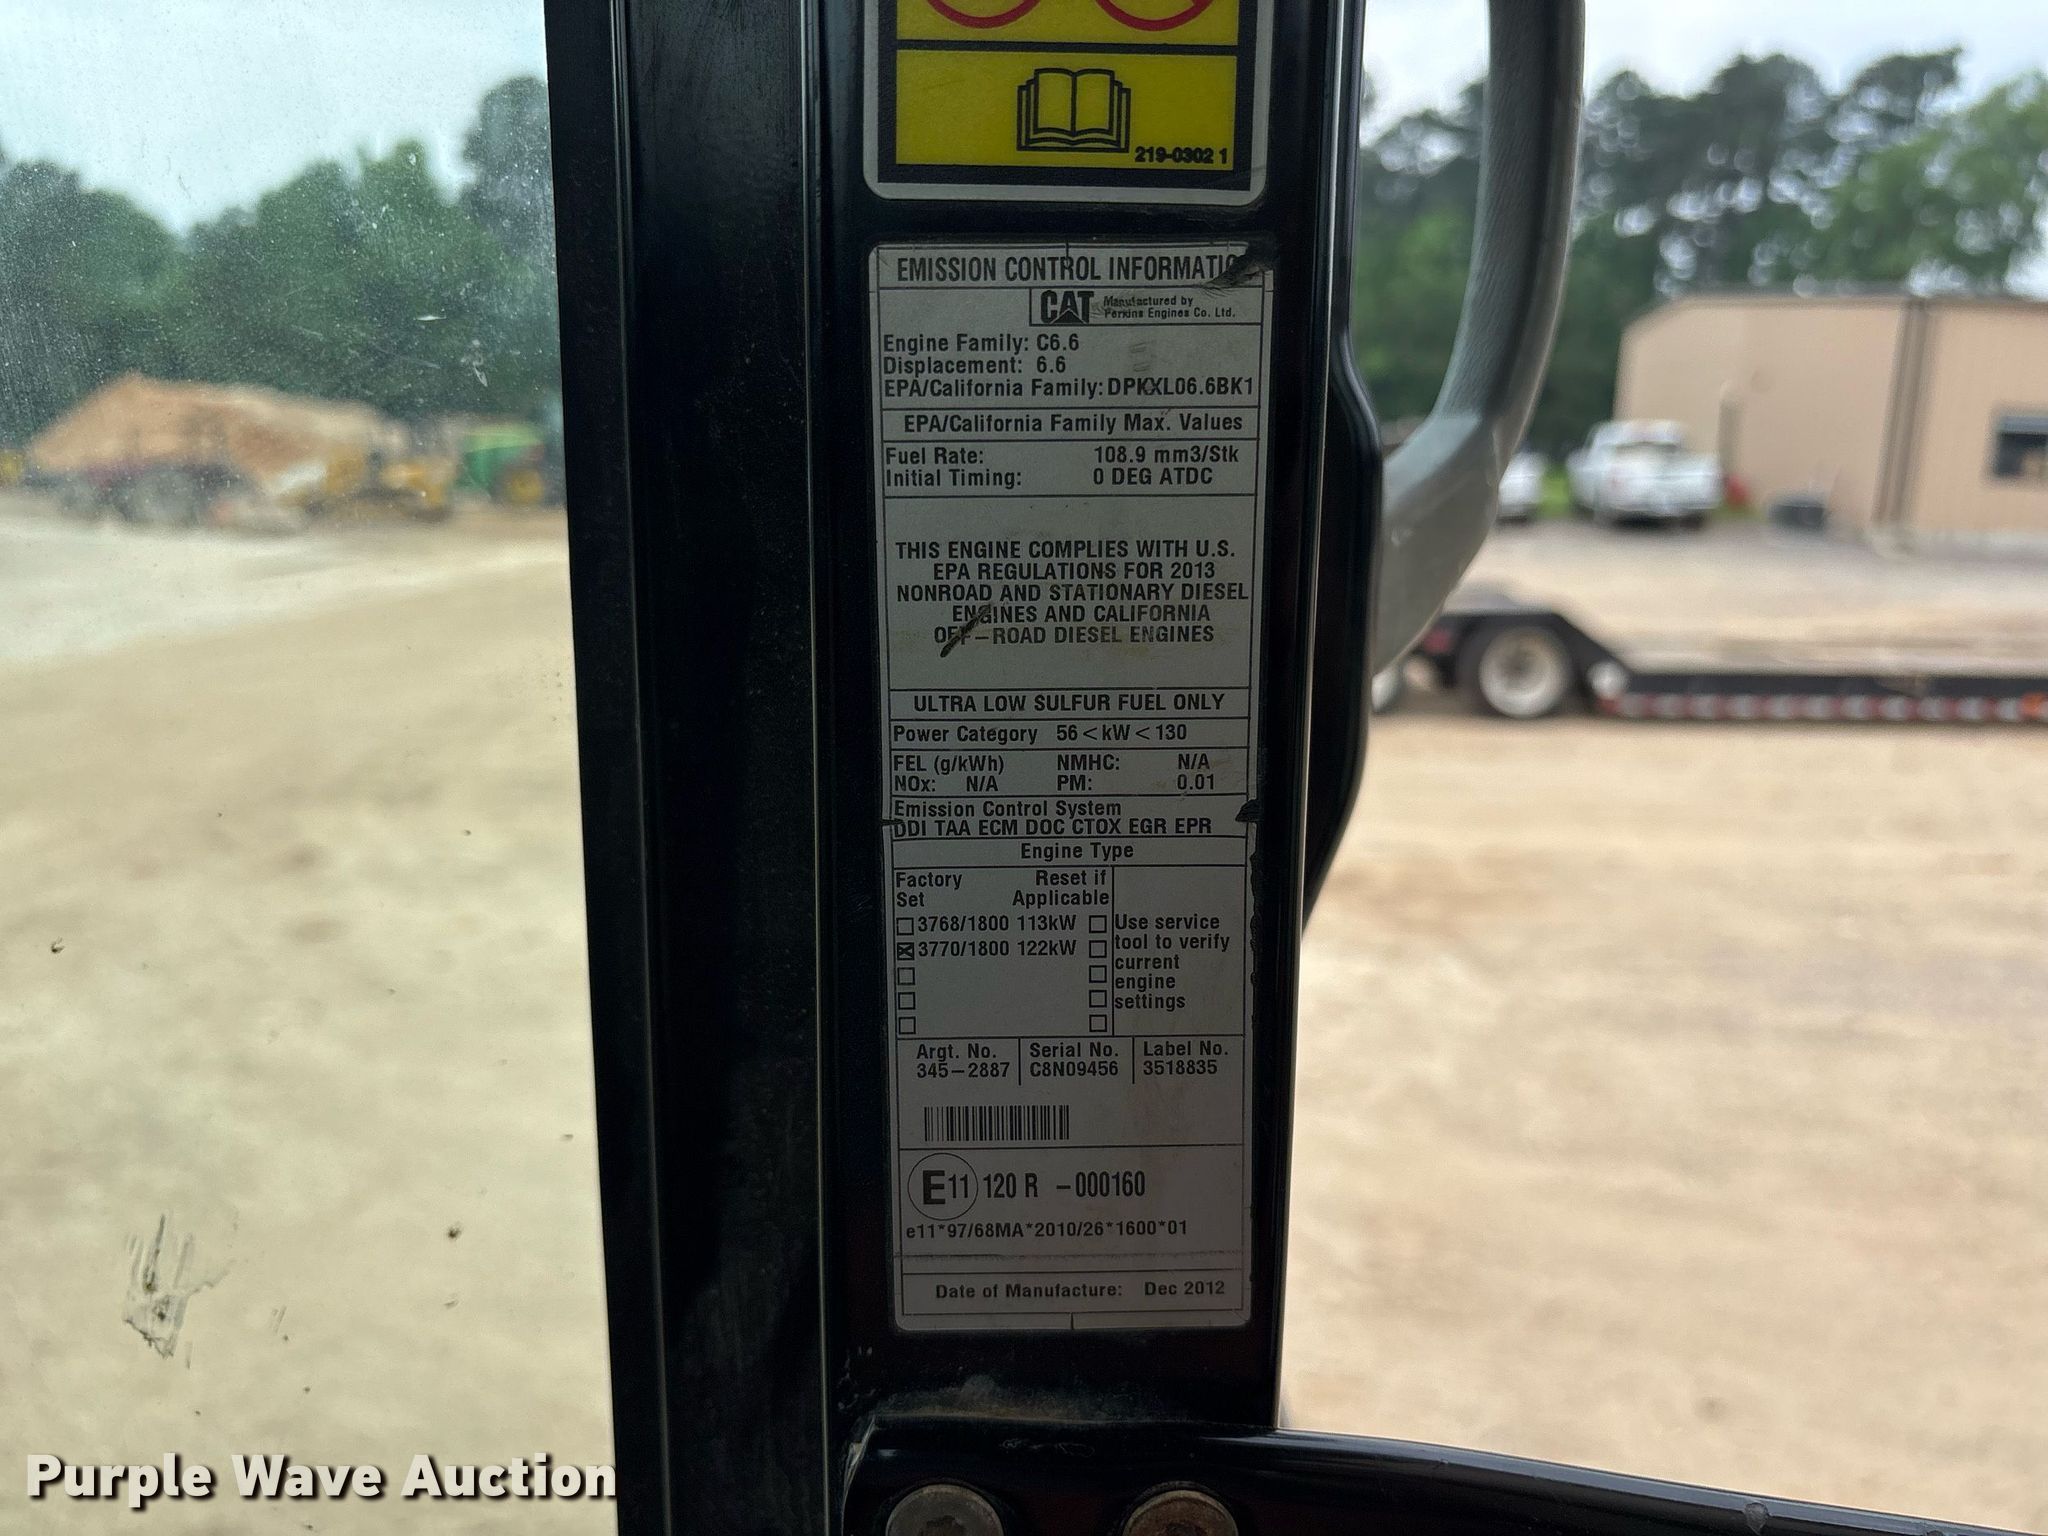 219-0302 1
EMISSION CONTROL INFORMATIO
CAT Manufactured by
Perkins Engines Co. Ltd.
Engine Family: C6.6
Displacement: 6.6
EPA/California Family: DPKXL06.6BK1
EPA/California Family Max. Values
Fuel Rate: 108.9 mm3/Stk
Initial Timing: 0 DEG ATDC
THIS ENGINE COMPLIES WITH U.S.
EPA REGULATIONS FOR 2013
NONROAD AND STATIONARY DIESEL
ENGINES AND CALIFORNIA
OFF-ROAD DIESEL ENGINES
ULTRA LOW SULFUR FUEL ONLY
Power Category 56<kW<130
FEL (g/kWh) NMHC: N/A
NOx: N/A PM: 0.01
Emission Control System
DDI TAA ECM DOC CTOX EGR EPR
Engine Type
Factory Set
Reset if Applicable
3768/1800 113kW
3770/1800 122kW
Use service
tool to verify
current
engine
settings
Argt. No. Serial No. Label No.
345-2887 C8N09456 3518835
E11 120 R -000160
e11*97/68MA*2010/26*1600*01
Date of Manufacture: Dec 2012
Purple Wave Auction